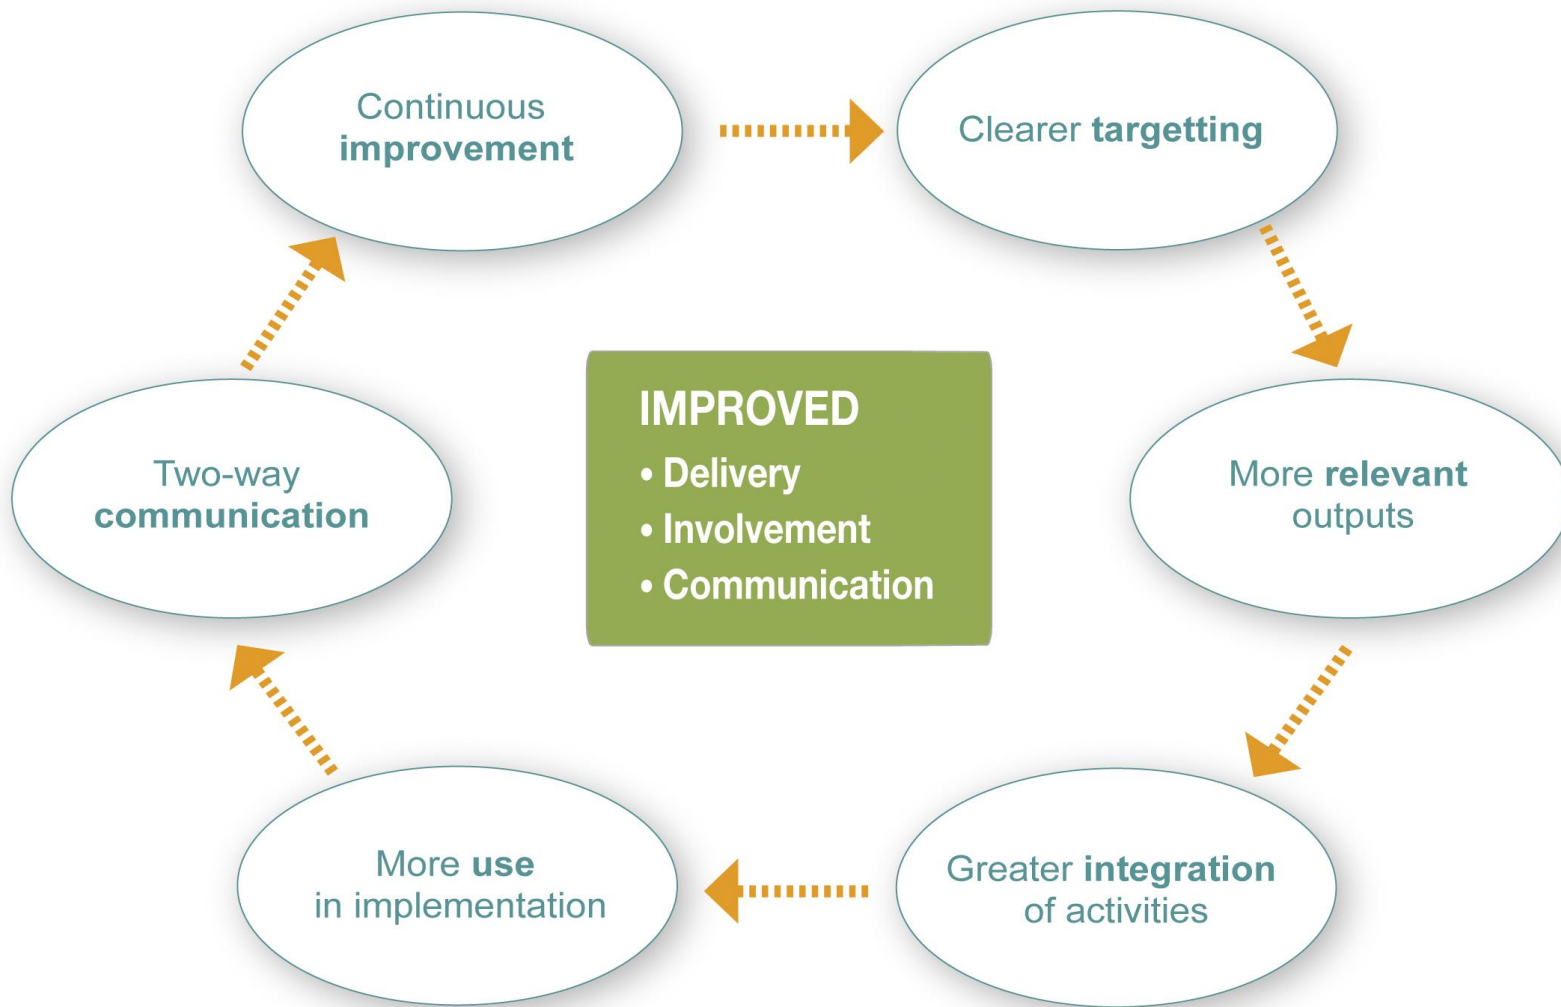 Continuous
improvement
Clearer targetting
Two-way
communication
IMPROVED
• Delivery
• Involvement
• Communication
More relevant
outputs
More use
in implementation
Greater integration
of activities